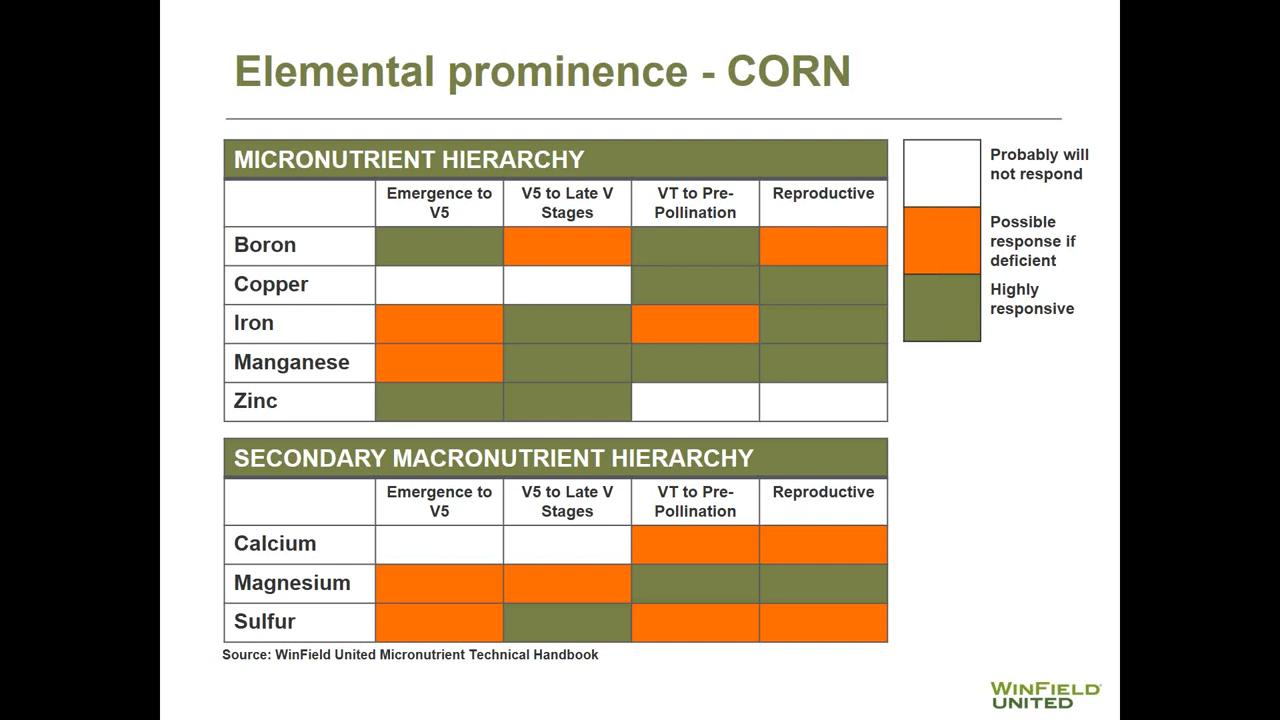 Elemental prominence - CORN
MICRONUTRIENT HIERARCHY
Emergence to V5
V5 to Late V Stages
VT to Pre-Pollination
Reproductive
Boron
Copper
Iron
Manganese
Zinc
SECONDARY MACRONUTRIENT HIERARCHY
Emergence to V5
V5 to Late V Stages
VT to Pre-Pollination
Reproductive
Calcium
Magnesium
Sulfur
Source: WinField United Micronutrient Technical Handbook
Probably will
not respond
Possible
response if
deficient
Highly
responsive
WINFIELD
UNITED